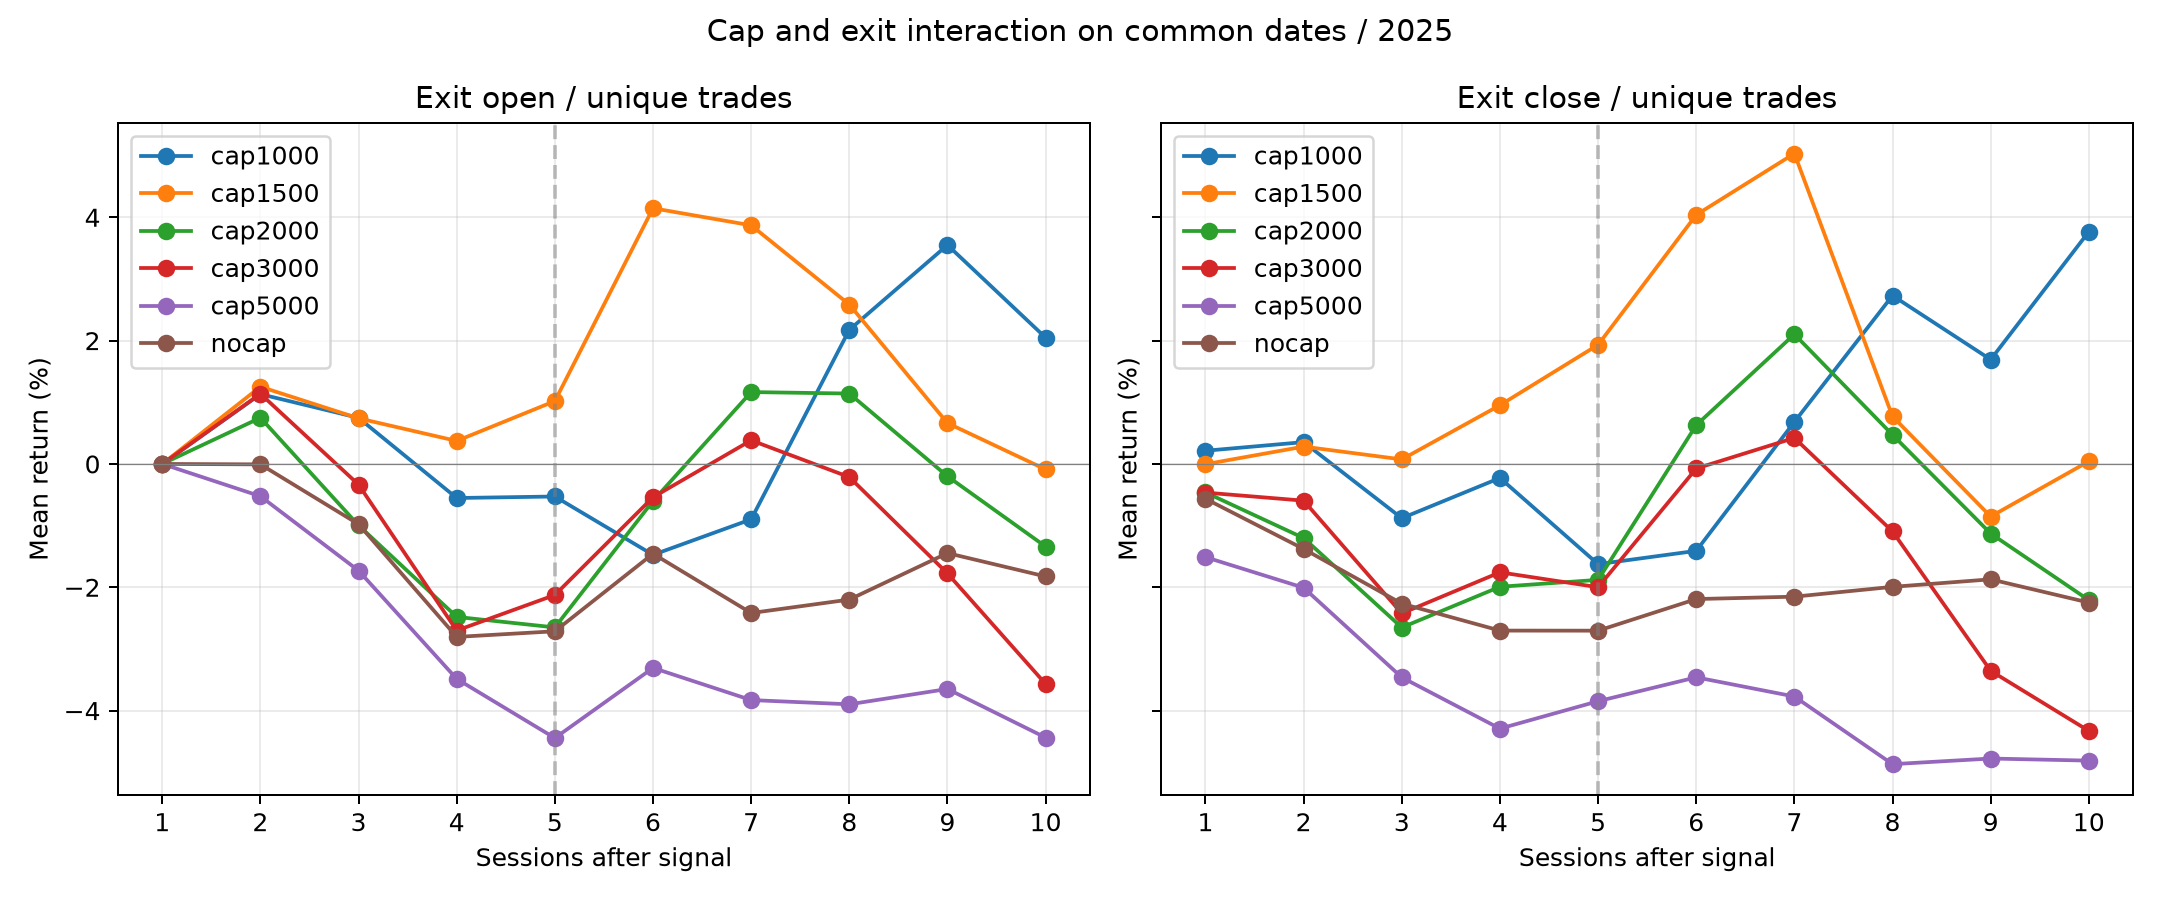 Cap and exit interaction on common dates / 2025
Exit open / unique trades
cap1000
cap1500
cap2000
cap3000
cap5000
nocap
Mean return (%)
4
2
0
−2
−4
1 2 3 4 5 6 7 8 9 10
Sessions after signal
Exit close / unique trades
cap1000
cap1500
cap2000
cap3000
cap5000
nocap
Mean return (%)
1 2 3 4 5 6 7 8 9 10
Sessions after signal